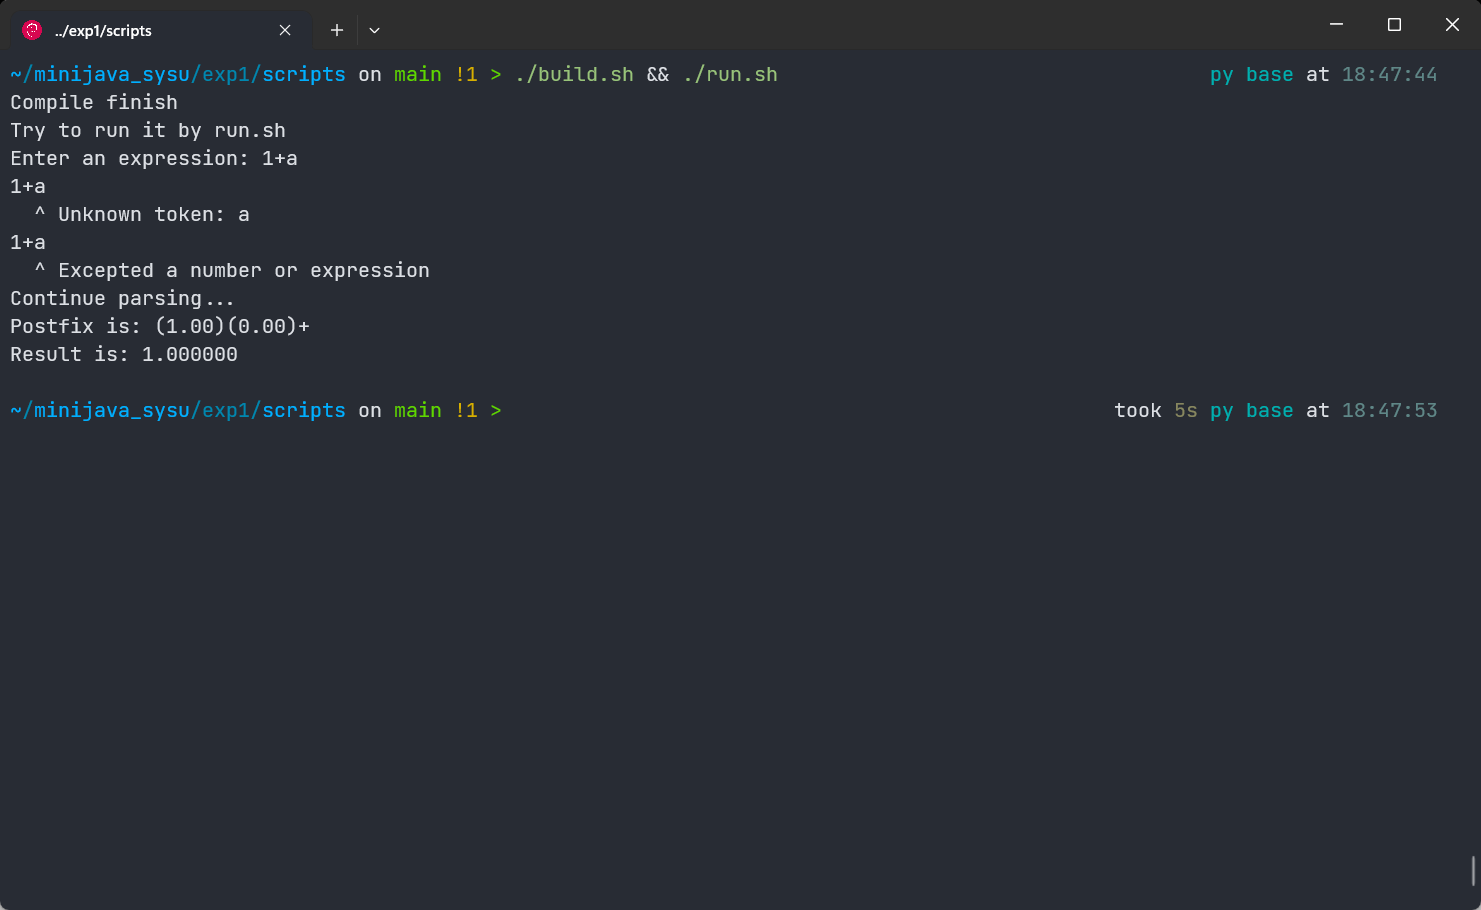 ../exp1/scripts
~/minijava_sysu/exp1/scripts on main !1 > ./build.sh && ./run.sh py base at 18:47:44
Compile finish
Try to run it by run.sh
Enter an expression: 1+a
1+a
  ^ Unknown token: a
1+a
  ^ Excepted a number or expression
Continue parsing...
Postfix is: (1.00)(0.00)+
Result is: 1.000000
~/minijava_sysu/exp1/scripts on main !1 > took 5s py base at 18:47:53